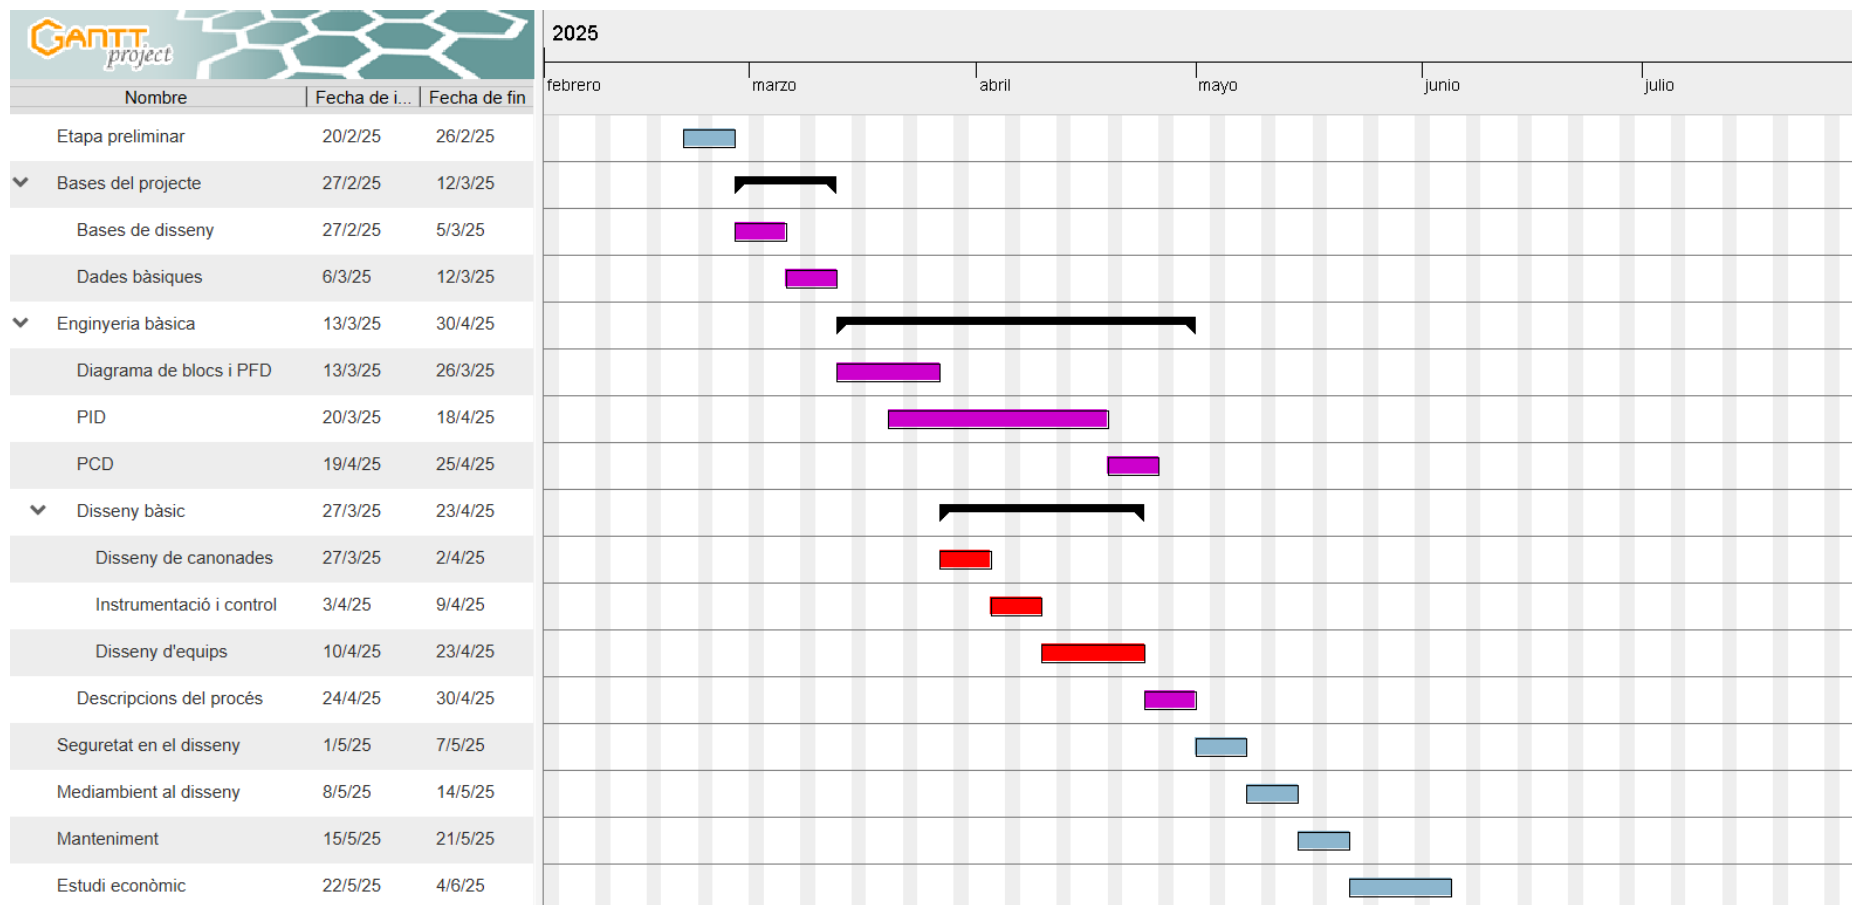 GANTT
project
2025
febrero marzo abril mayo junio julio
Nombre Fecha de i... Fecha de fin
Etapa preliminar 20/2/25 26/2/25
Bases del projecte 27/2/25 12/3/25
Bases de disseny 27/2/25 5/3/25
Dades bàsiques 6/3/25 12/3/25
Enginyeria bàsica 13/3/25 30/4/25
Diagrama de blocs i PFD 13/3/25 26/3/25
PID 20/3/25 18/4/25
PCD 19/4/25 25/4/25
Disseny bàsic 27/3/25 23/4/25
Disseny de canonades 27/3/25 2/4/25
Instrumentació i control 3/4/25 9/4/25
Disseny d'equips 10/4/25 23/4/25
Descripcions del procés 24/4/25 30/4/25
Seguretat en el disseny 1/5/25 7/5/25
Mediambient al disseny 8/5/25 14/5/25
Manteniment 15/5/25 21/5/25
Estudi econòmic 22/5/25 4/6/25